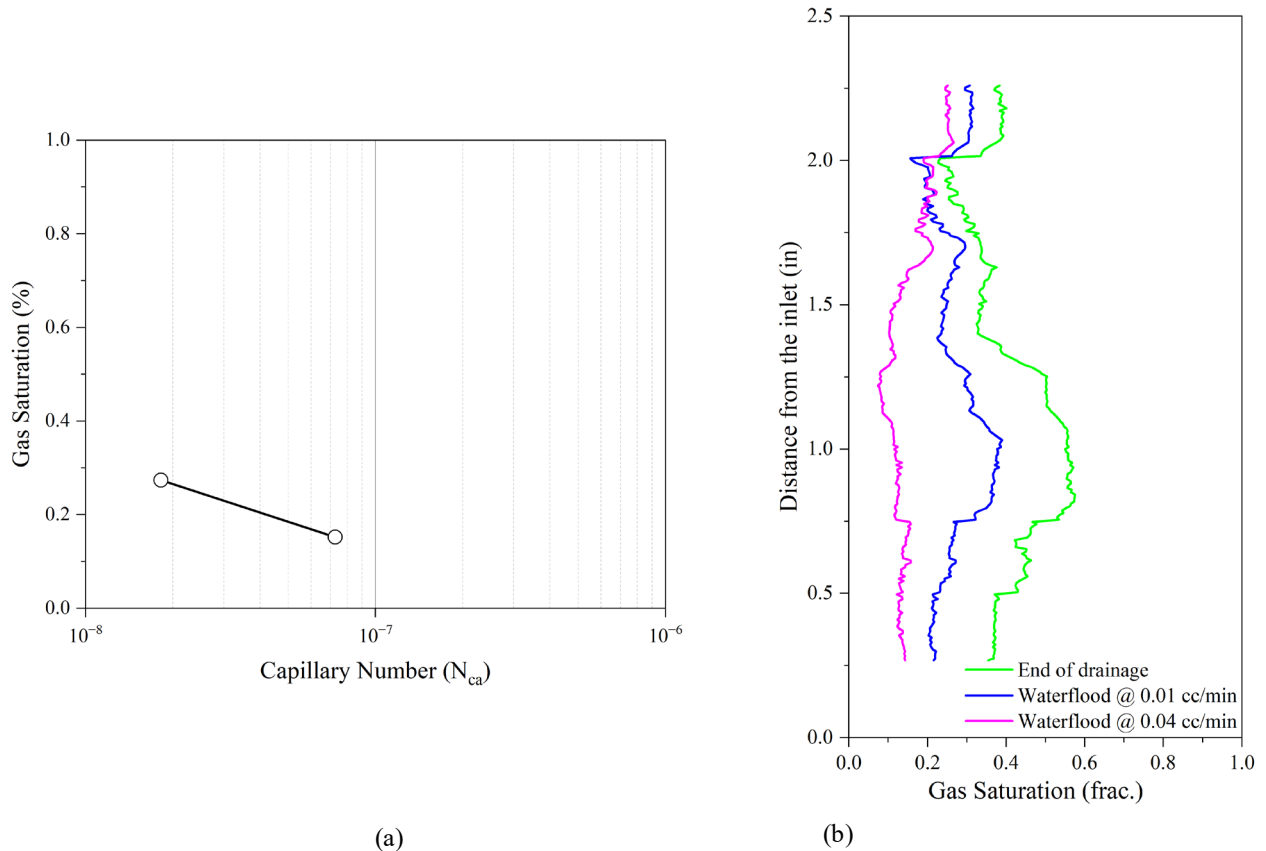 1.0
0.8
0.6
0.4
0.2
0.0
Gas Saturation (%)
10⁻⁸
10⁻⁷
10⁻⁶
Capillary Number (N_ca)
(a)
2.5
2.0
1.5
1.0
0.5
0.0
Distance from the inlet (in)
End of drainage
Waterflood @ 0.01 cc/min
Waterflood @ 0.04 cc/min
0.0 0.2 0.4 0.6 0.8 1.0
Gas Saturation (frac.)
(b)